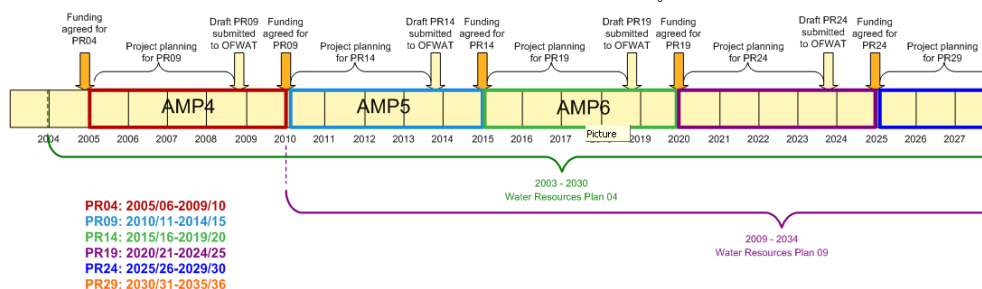 Funding
agreed for
PR04
Project planning
for PR09
Draft PR09
submitted
to OFWAT
Funding
agreed for
PR09
Project planning
for PR14
Draft PR14
submitted
to OFWAT
Funding
agreed for
PR14
Project planning
for PR19
Draft PR19
submitted
to OFWAT
Funding
agreed for
PR19
Project planning
for PR24
Draft PR24
submitted
to OFWAT
Funding
agreed for
PR24
Project planning
for PR29
AMP4 AMP5 AMP6
Picture
2004 2005 2006 2007 2008 2009 2010 2011 2012 2013 2014 2015 2016 2017 2018 2019 2020 2021 2022 2023 2024 2025 2026 2027
2003 - 2030
Water Resources Plan 04
2009 - 2034
Water Resources Plan 09
PR04: 2005/06-2009/10
PR09: 2010/11-2014/15
PR14: 2015/16-2019/20
PR19: 2020/21-2024/25
PR24: 2025/26-2029/30
PR29: 2030/31-2035/36